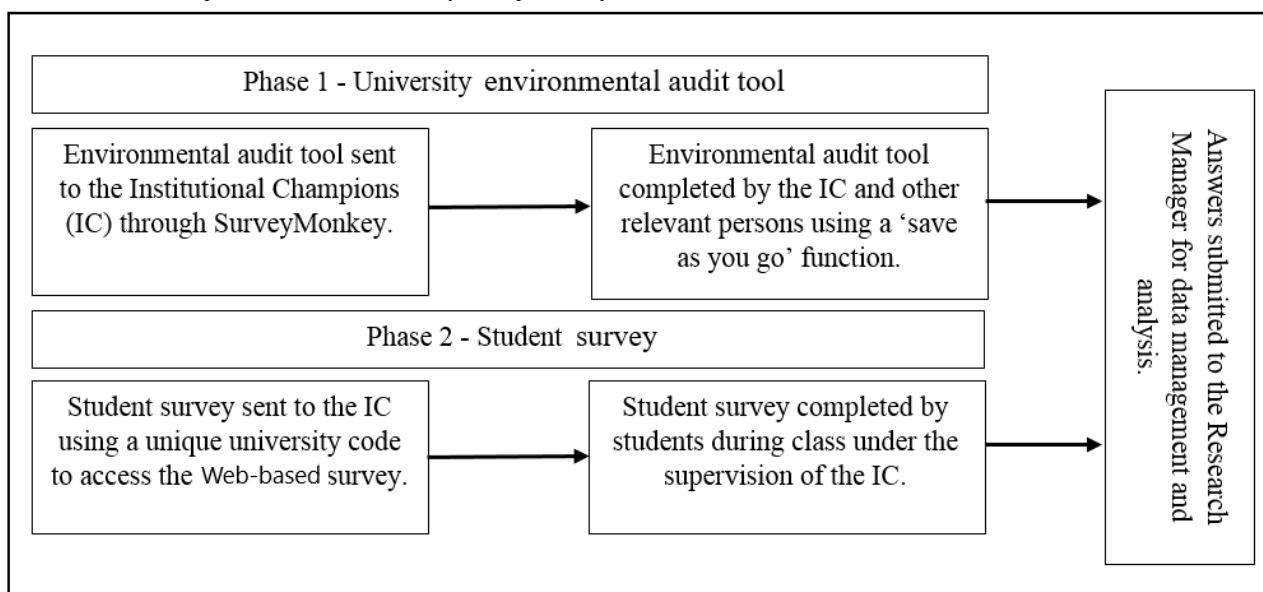 Phase 1 - University environmental audit tool
Environmental audit tool sent
to the Institutional Champions
(IC) through SurveyMonkey.
Environmental audit tool
completed by the IC and other
relevant persons using a ‘save
as you go’ function.
Phase 2 - Student survey
Student survey sent to the IC
using a unique university code
to access the Web-based survey.
Student survey completed by
students during class under the
supervision of the IC.
Answers submitted to the Research
Manager for data management and
analysis.